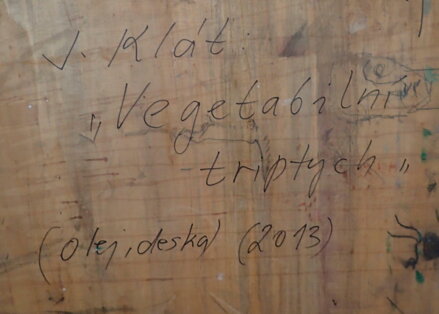 J. Klát:
„Vegetabilní
triptych"
(olej, deska) (2013)